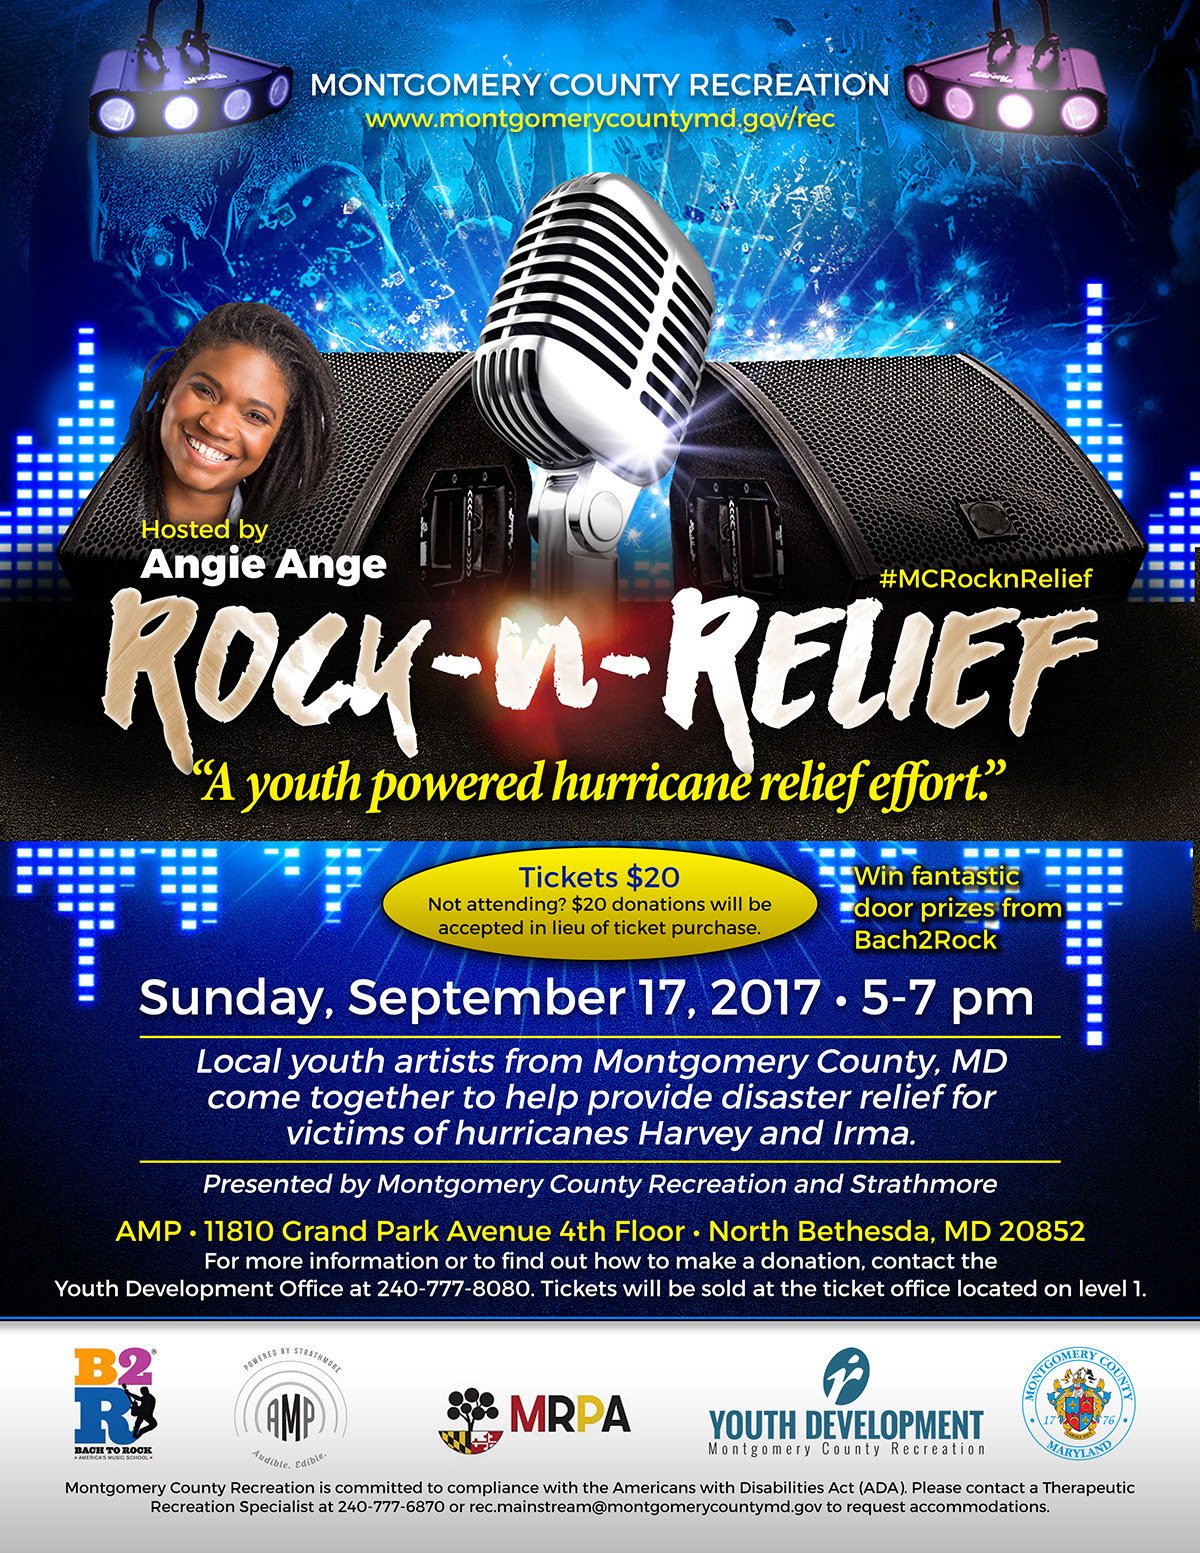 MONTGOMERY COUNTY RECREATION
www.montgomerycountymd.gov/rec
Hosted by
Angie Ange
#MCRocknRelief
ROCK-n-RELIEF
“A youth powered hurricane relief effort.”
Tickets $20
Not attending? $20 donations will be
accepted in lieu of ticket purchase.
Win fantastic
door prizes from
Bach2Rock
Sunday, September 17, 2017 • 5-7 pm
Local youth artists from Montgomery County, MD
come together to help provide disaster relief for
victims of hurricanes Harvey and Irma.
Presented by Montgomery County Recreation and Strathmore
AMP • 11810 Grand Park Avenue 4th Floor • North Bethesda, MD 20852
For more information or to find out how to make a donation, contact the
Youth Development Office at 240-777-8080. Tickets will be sold at the ticket office located on level 1.
B2R®
BACH TO ROCK
• AMERICA'S MUSIC SCHOOL •
POWERED BY STRATHMORE
AMP
Audible. Edible.
MRPA
YOUTH DEVELOPMENT
Montgomery County Recreation
MONTGOMERY COUNTY
17 76
MARYLAND
Montgomery County Recreation is committed to compliance with the Americans with Disabilities Act (ADA). Please contact a Therapeutic
Recreation Specialist at 240-777-6870 or rec.mainstream@montgomerycountymd.gov to request accommodations.